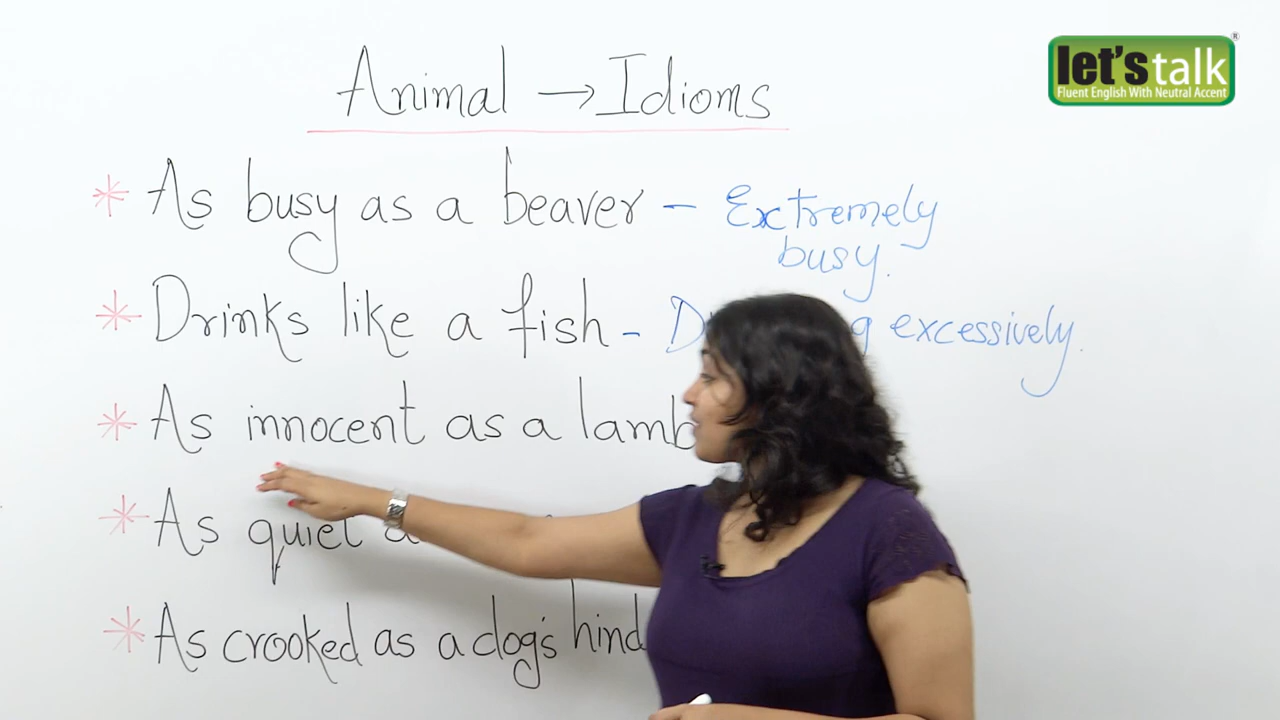 let's talk®
Fluent English With Neutral Accent
Animal → Idioms
* As busy as a beaver - Extremely
busy.
* Drinks like a fish - excessively.
* As innocent as a lamb
* As quiet
* As crooked as a dog's hind